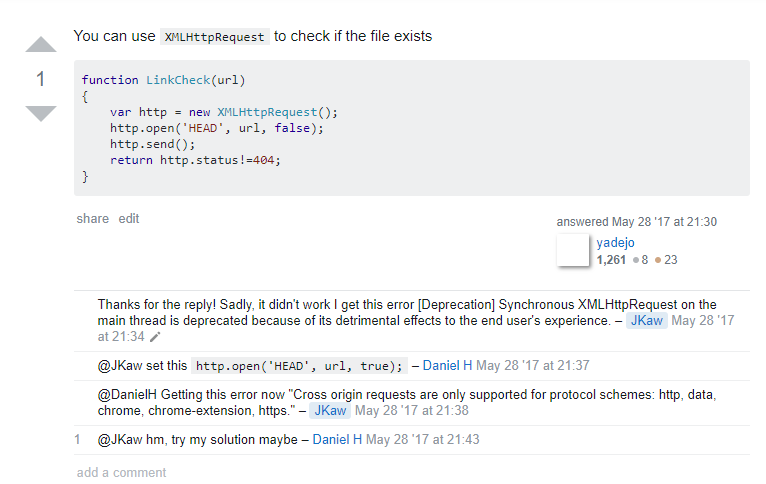 You can use XMLHttpRequest to check if the file exists
1
function LinkCheck(url)
{
    var http = new XMLHttpRequest();
    http.open('HEAD', url, false);
    http.send();
    return http.status!=404;
}
share edit
answered May 28 '17 at 21:30
yadejo
1,261 ●8 ●23
Thanks for the reply! Sadly, it didn't work I get this error [Deprecation] Synchronous XMLHttpRequest on the
main thread is deprecated because of its detrimental effects to the end user's experience. – JKaw May 28 '17
at 21:34
@JKaw set this http.open('HEAD', url, true); – Daniel H May 28 '17 at 21:37
@DanielH Getting this error now "Cross origin requests are only supported for protocol schemes: http, data,
chrome, chrome-extension, https." – JKaw May 28 '17 at 21:38
1 @JKaw hm, try my solution maybe – Daniel H May 28 '17 at 21:43
add a comment